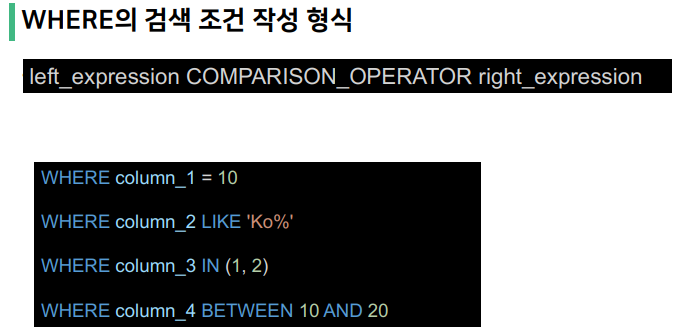 WHERE의 검색 조건 작성 형식
left_expression COMPARISON_OPERATOR right_expression
WHERE column_1 = 10
WHERE column_2 LIKE 'Ko%'
WHERE column_3 IN (1, 2)
WHERE column_4 BETWEEN 10 AND 20